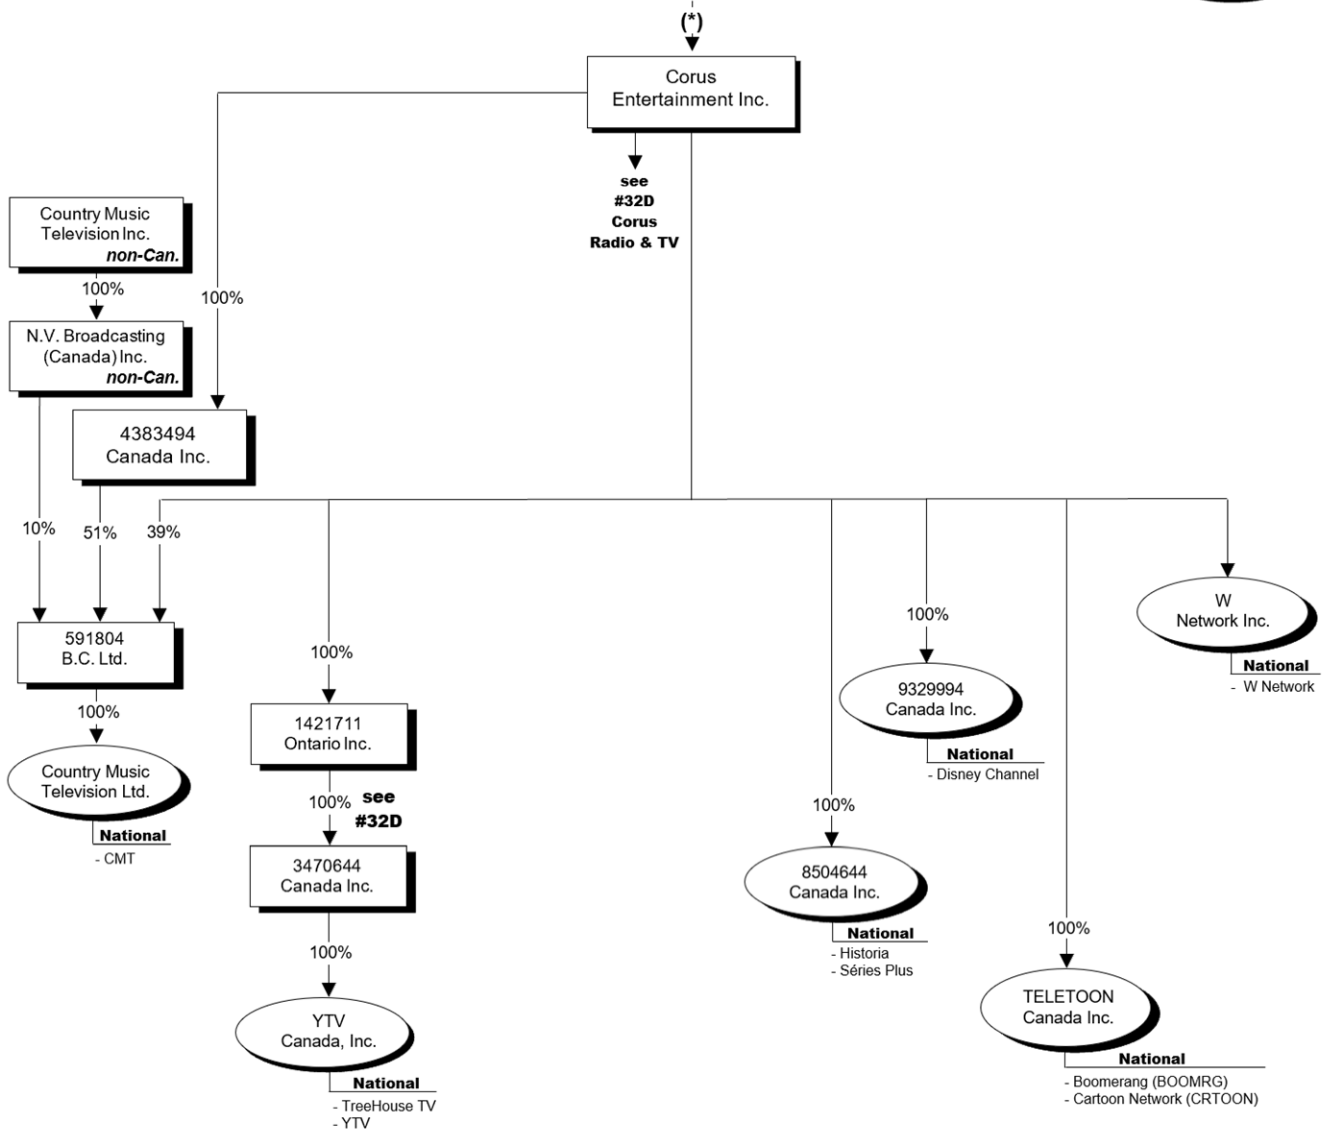 (*)
Corus
Entertainment Inc.
see
#32D
Corus
Radio & TV
Country Music
Television Inc.
non-Can.
100%
100%
N.V. Broadcasting
(Canada) Inc.
non-Can.
4383494
Canada Inc.
10%
51%
39%
591804
B.C. Ltd.
100%
Country Music
Television Ltd.
National
- CMT
100%
1421711
Ontario Inc.
100%
see
#32D
3470644
Canada Inc.
100%
YTV
Canada, Inc.
National
- TreeHouse TV
- YTV
100%
8504644
Canada Inc.
National
- Historia
- Séries Plus
100%
9329994
Canada Inc.
National
- Disney Channel
100%
TELETOON
Canada Inc.
National
- Boomerang (BOOMRG)
- Cartoon Network (CRTOON)
W
Network Inc.
National
- W Network